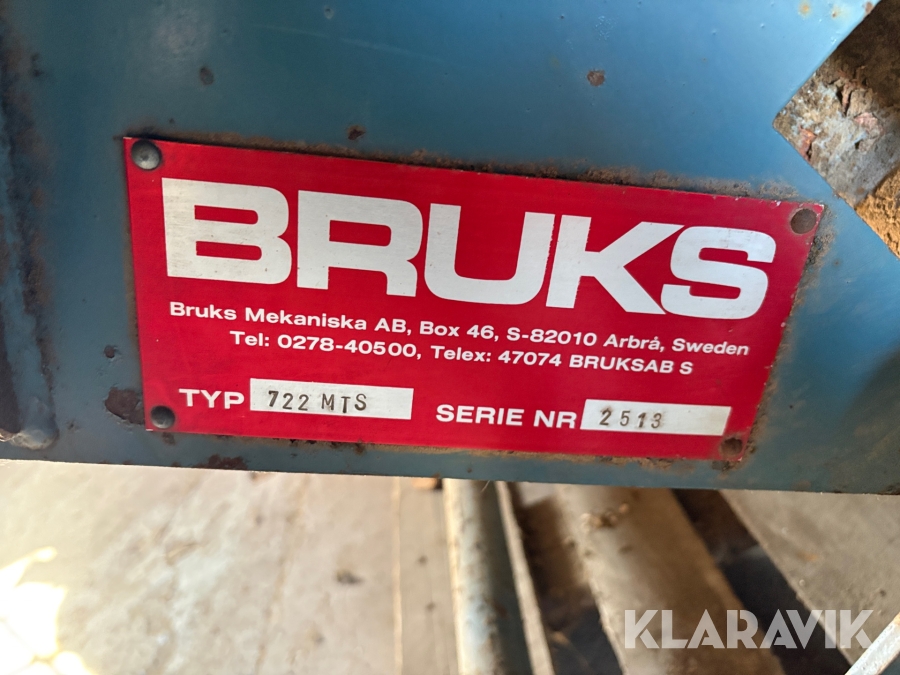 BRUKS
Bruks Mekaniska AB, Box 46, S-82010 Arbrå, Sweden
Tel: 0278-40500, Telex: 47074 BRUKSAB S
TYP 722 MTS SERIE NR 2513
KLARAVIK